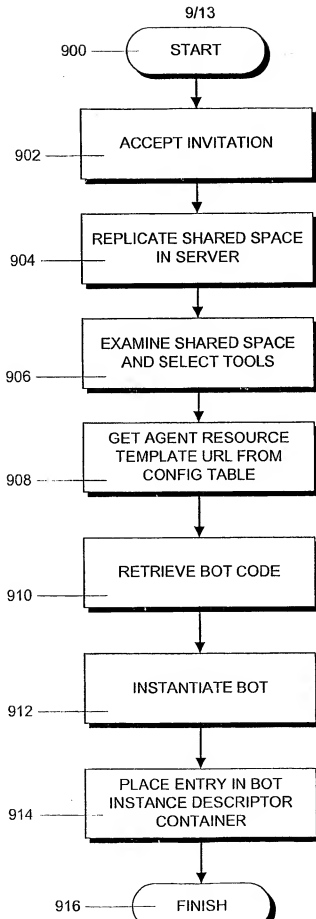 9/13
900
START
902
ACCEPT INVITATION
904
REPLICATE SHARED SPACE
IN SERVER
906
EXAMINE SHARED SPACE
AND SELECT TOOLS
908
GET AGENT RESOURCE
TEMPLATE URL FROM
CONFIG TABLE
910
RETRIEVE BOT CODE
912
INSTANTIATE BOT
914
PLACE ENTRY IN BOT
INSTANCE DESCRIPTOR
CONTAINER
916
FINISH